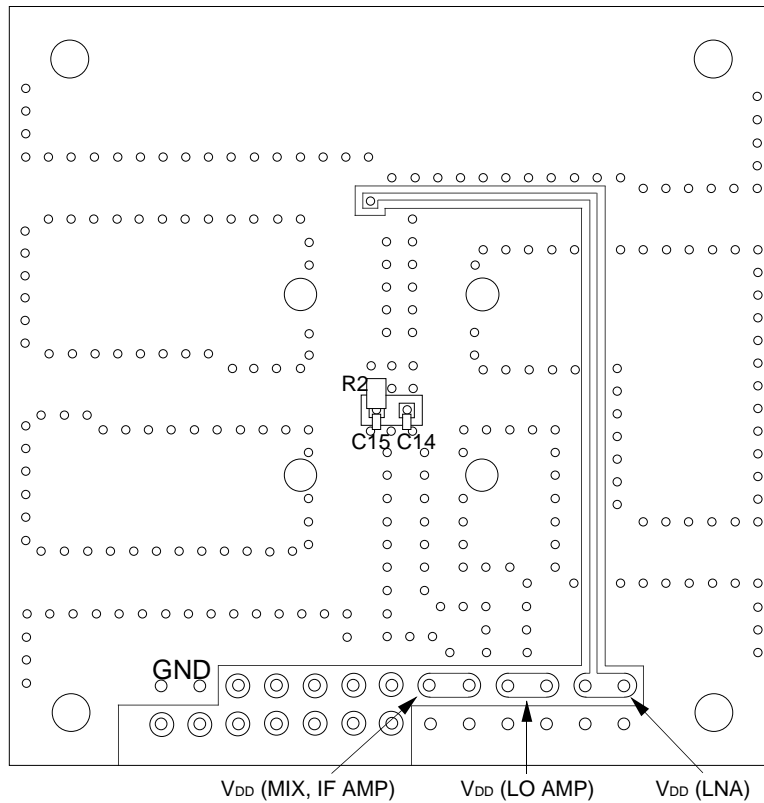 R2
C15 C14
GND
VDD (MIX, IF AMP) VDD (LO AMP) VDD (LNA)